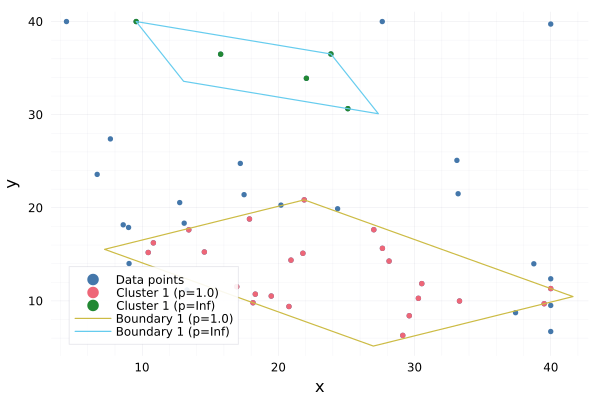 40
30
20
10
y
Data points
Cluster 1 (p=1.0)
Cluster 1 (p=Inf)
Boundary 1 (p=1.0)
Boundary 1 (p=Inf)
10
20
30
40
x